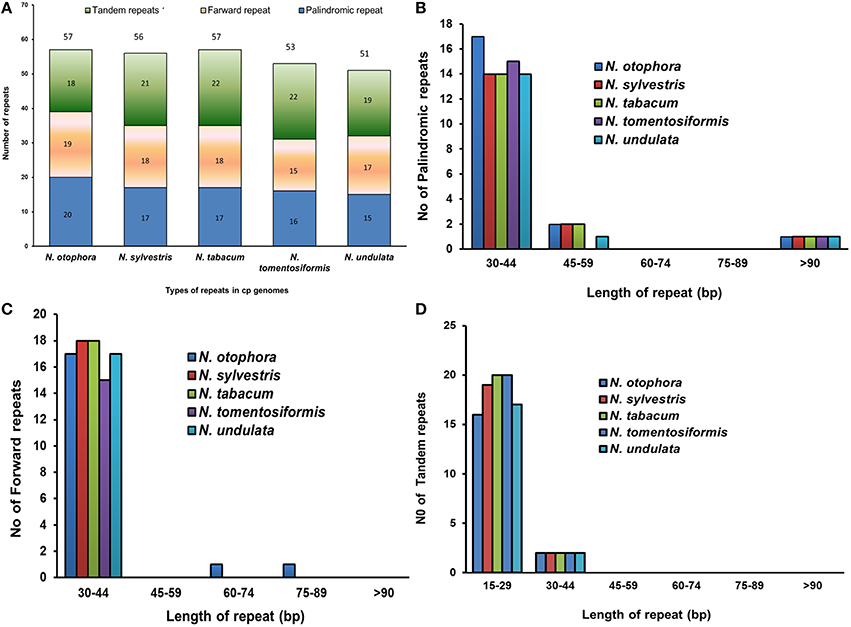 A
Tandem repeats
Farward repeat
Palindromic repeat
Number of repeats
70
60
50
40
30
20
10
0
57
56
57
53
51
18
21
22
22
19
19
18
18
15
17
20
17
17
16
15
N. otophora
N. sylvestris
N. tabacum
N.
tomentosiformis
N. undulata
Types of repeats in cp genomes
B
No of Palindromic repeats
18
16
14
12
10
8
6
4
2
0
N. otophora
N. sylvestris
N. tabacum
N. tomentosiformis
N. undulata
30-44
45-59
60-74
75-89
>90
Length of repeat (bp)
C
No of Forward repeats
20
18
16
14
12
10
8
6
4
2
0
N. otophora
N. sylvestris
N. tabacum
N. tomentosiformis
N. undulata
30-44
45-59
60-74
75-89
>90
Length of repeat (bp)
D
N0 of Tandem repeats
25
20
15
10
5
0
N. otophora
N. sylvestris
N. tabacum
N. tomentosiformis
N. undulata
15-29
30-44
45-59
60-74
75-89
>90
Length of repeat (bp)